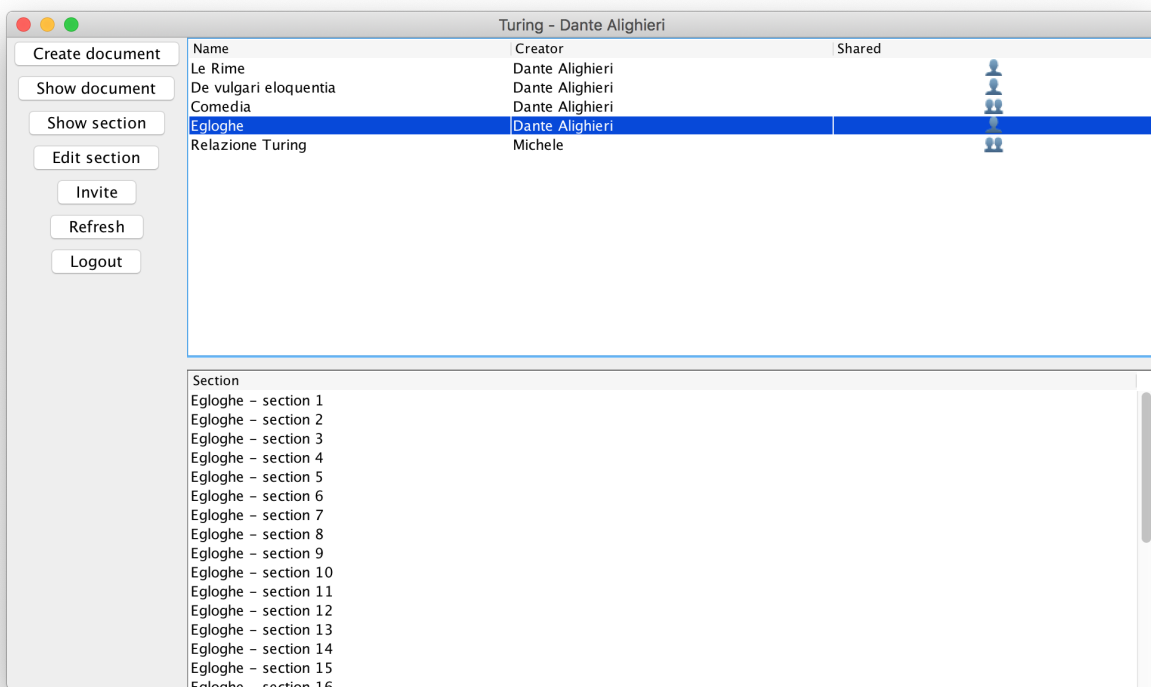 Turing - Dante Alighieri
Create document
Show document
Show section
Edit section
Invite
Refresh
Logout
Name Creator Shared
Le Rime Dante Alighieri
De vulgari eloquentia Dante Alighieri
Comedia Dante Alighieri
Egloghe Dante Alighieri
Relazione Turing Michele
Section
Egloghe – section 1
Egloghe – section 2
Egloghe – section 3
Egloghe – section 4
Egloghe – section 5
Egloghe – section 6
Egloghe – section 7
Egloghe – section 8
Egloghe – section 9
Egloghe – section 10
Egloghe – section 11
Egloghe – section 12
Egloghe – section 13
Egloghe – section 14
Egloghe – section 15
Egloghe – section 16